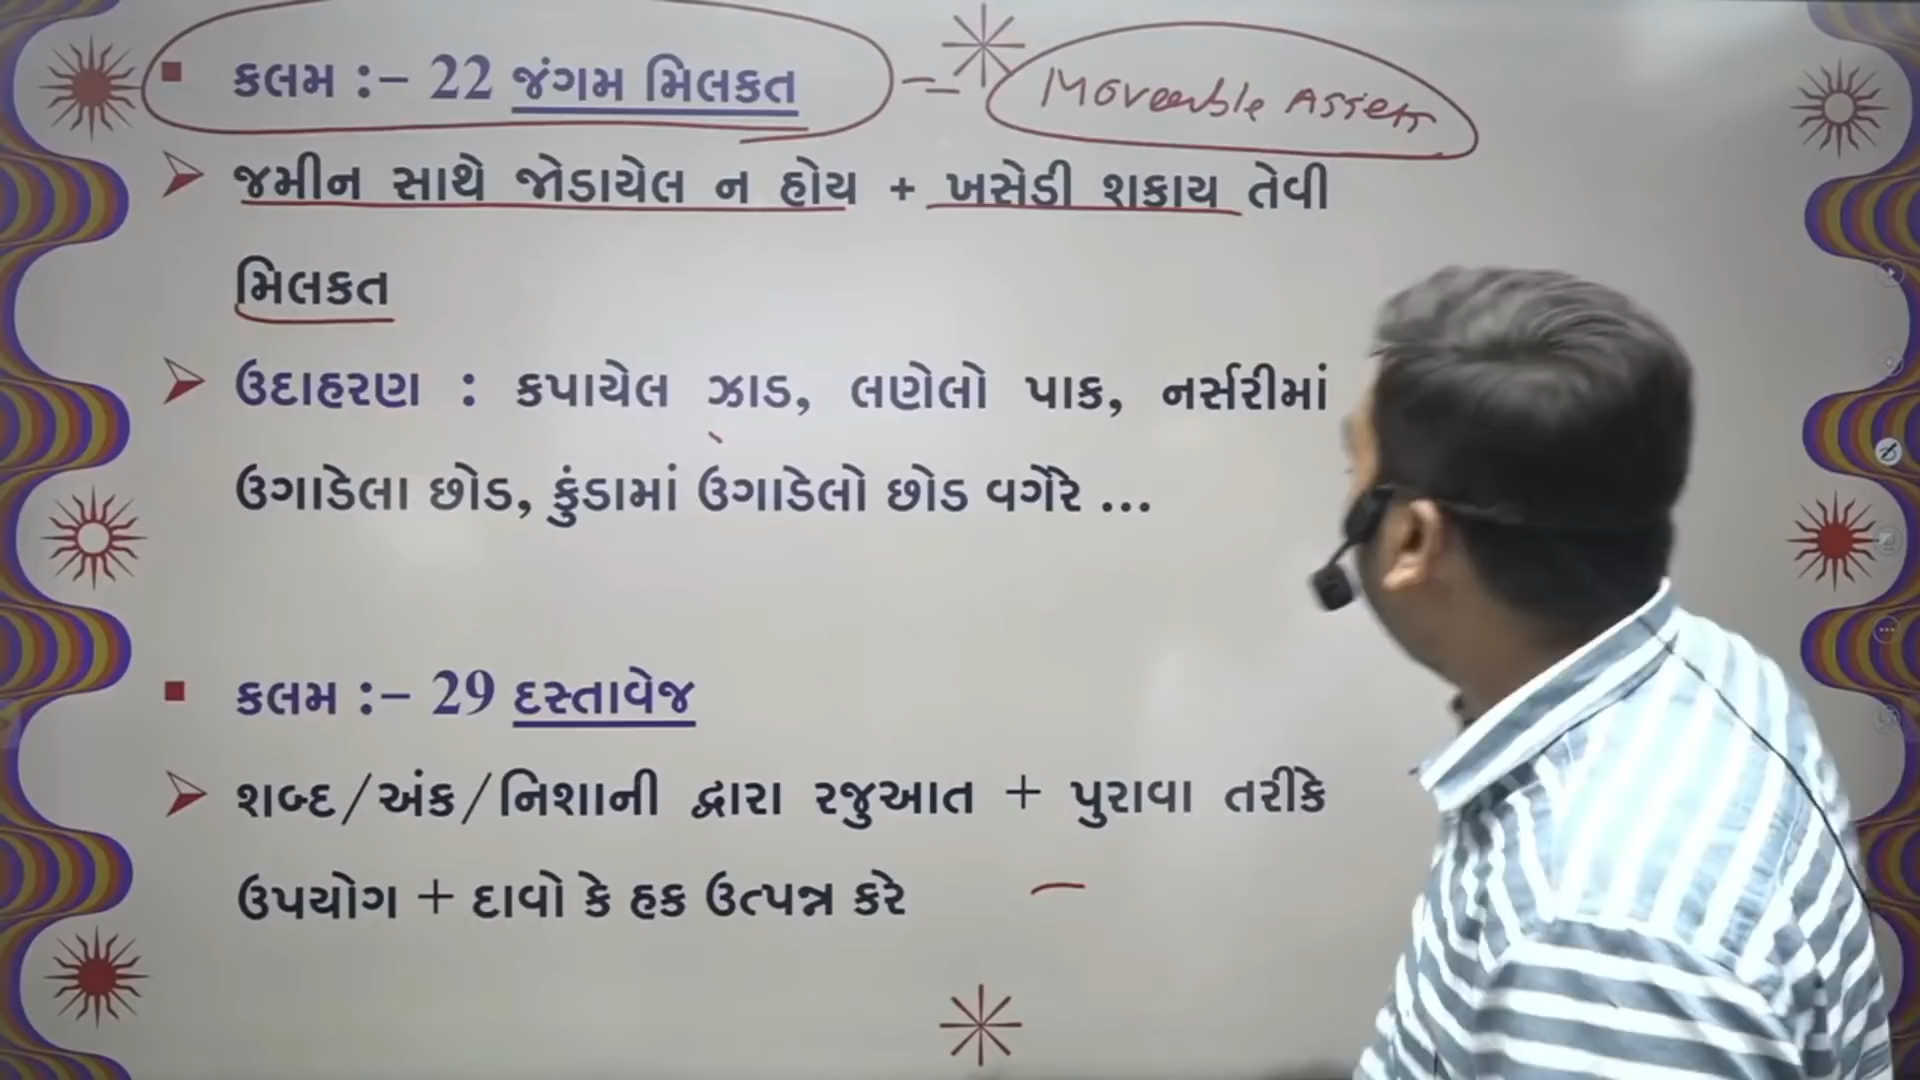 કલમ :– 22 જંગમ મિલકત = Moveable Assets
જમીન સાથે જોડાયેલ ન હોય + ખસેડી શકાય તેવી
મિલકત
ઉદાહરણ : કપાયેલ ઝાડ, લણેલો પાક, નર્સરીમાં
ઉગાડેલા છોડ, કુંડામાં ઉગાડેલો છોડ વગેરે ...
કલમ :– 29 દસ્તાવેજ
શબ્દ/અંક/નિશાની દ્વારા રજુઆત + પુરાવા તરીકે
ઉપયોગ + દાવો કે હક ઉત્પન્ન કરે